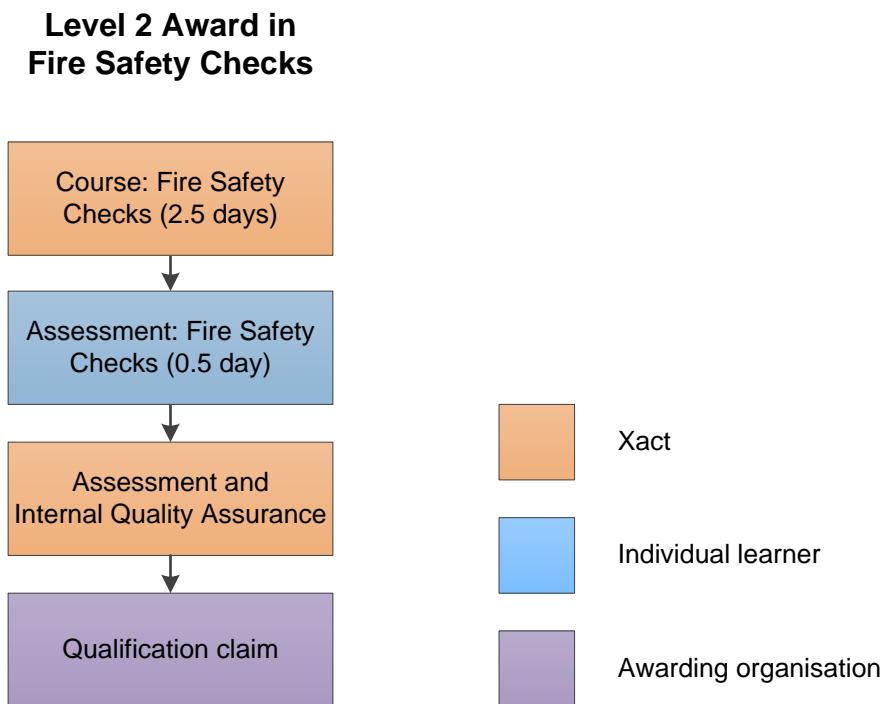 Level 2 Award in
Fire Safety Checks
Course: Fire Safety
Checks (2.5 days)
Assessment: Fire Safety
Checks (0.5 day)
Assessment and
Internal Quality Assurance
Qualification claim
Xact
Individual learner
Awarding organisation